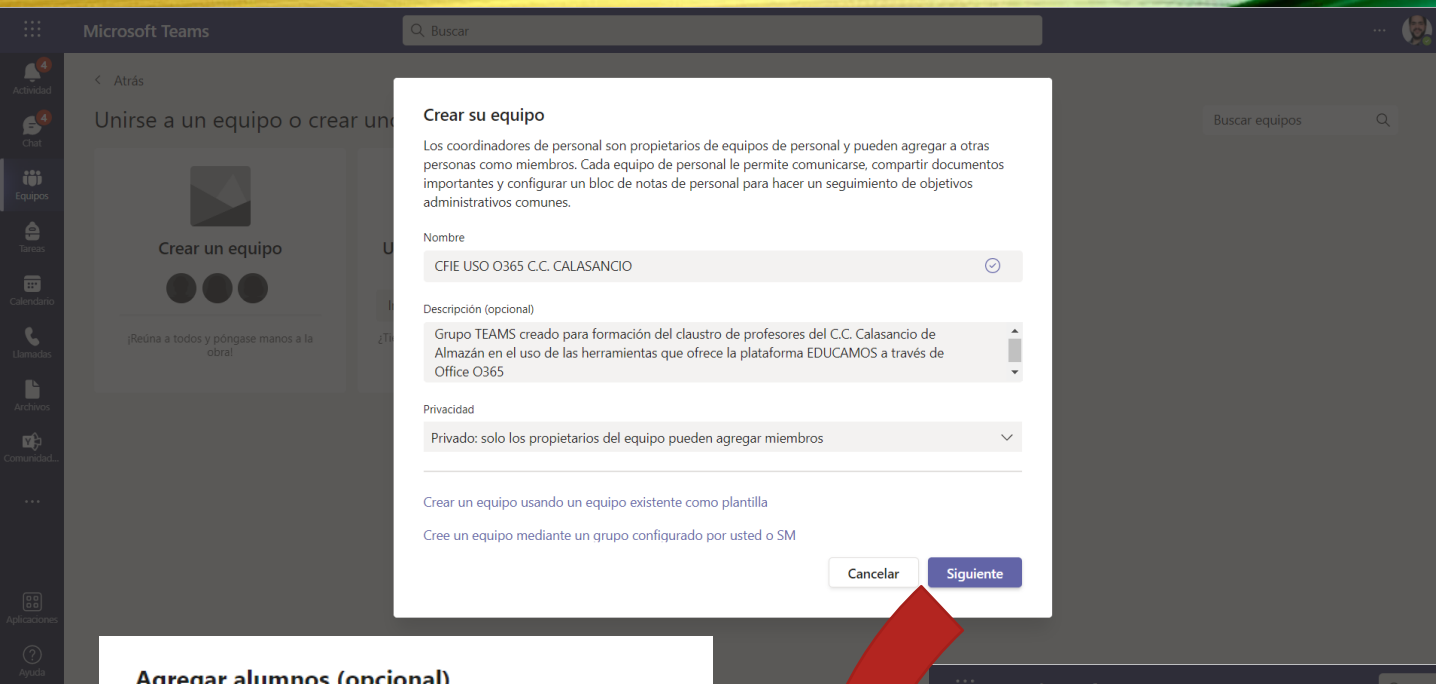 Microsoft Teams
Buscar
4
Actividad
Atrás
4
Chat
Unirse a un equipo o crear uno
Buscar equipos
Equipos
Tareas
Calendario
Llamadas
Archivos
Comunidad...
Crear un equipo
U
¡Reúna a todos y póngase manos a la
obra!
¿Ti
Crear su equipo
Los coordinadores de personal son propietarios de equipos de personal y pueden agregar a otras
personas como miembros. Cada equipo de personal le permite comunicarse, compartir documentos
importantes y configurar un bloc de notas de personal para hacer un seguimiento de objetivos
administrativos comunes.
Nombre
CFIE USO O365 C.C. CALASANCIO
Descripción (opcional)
Grupo TEAMS creado para formación del claustro de profesores del C.C. Calasancio de
Almazán en el uso de las herramientas que ofrece la plataforma EDUCAMOS a través de
Office O365
Privacidad
Privado: solo los propietarios del equipo pueden agregar miembros
Crear un equipo usando un equipo existente como plantilla
Cree un equipo mediante un grupo configurado por usted o SM
Cancelar
Siguiente
Aplicaciones
Ayuda
Agregar alumnos (opcional)